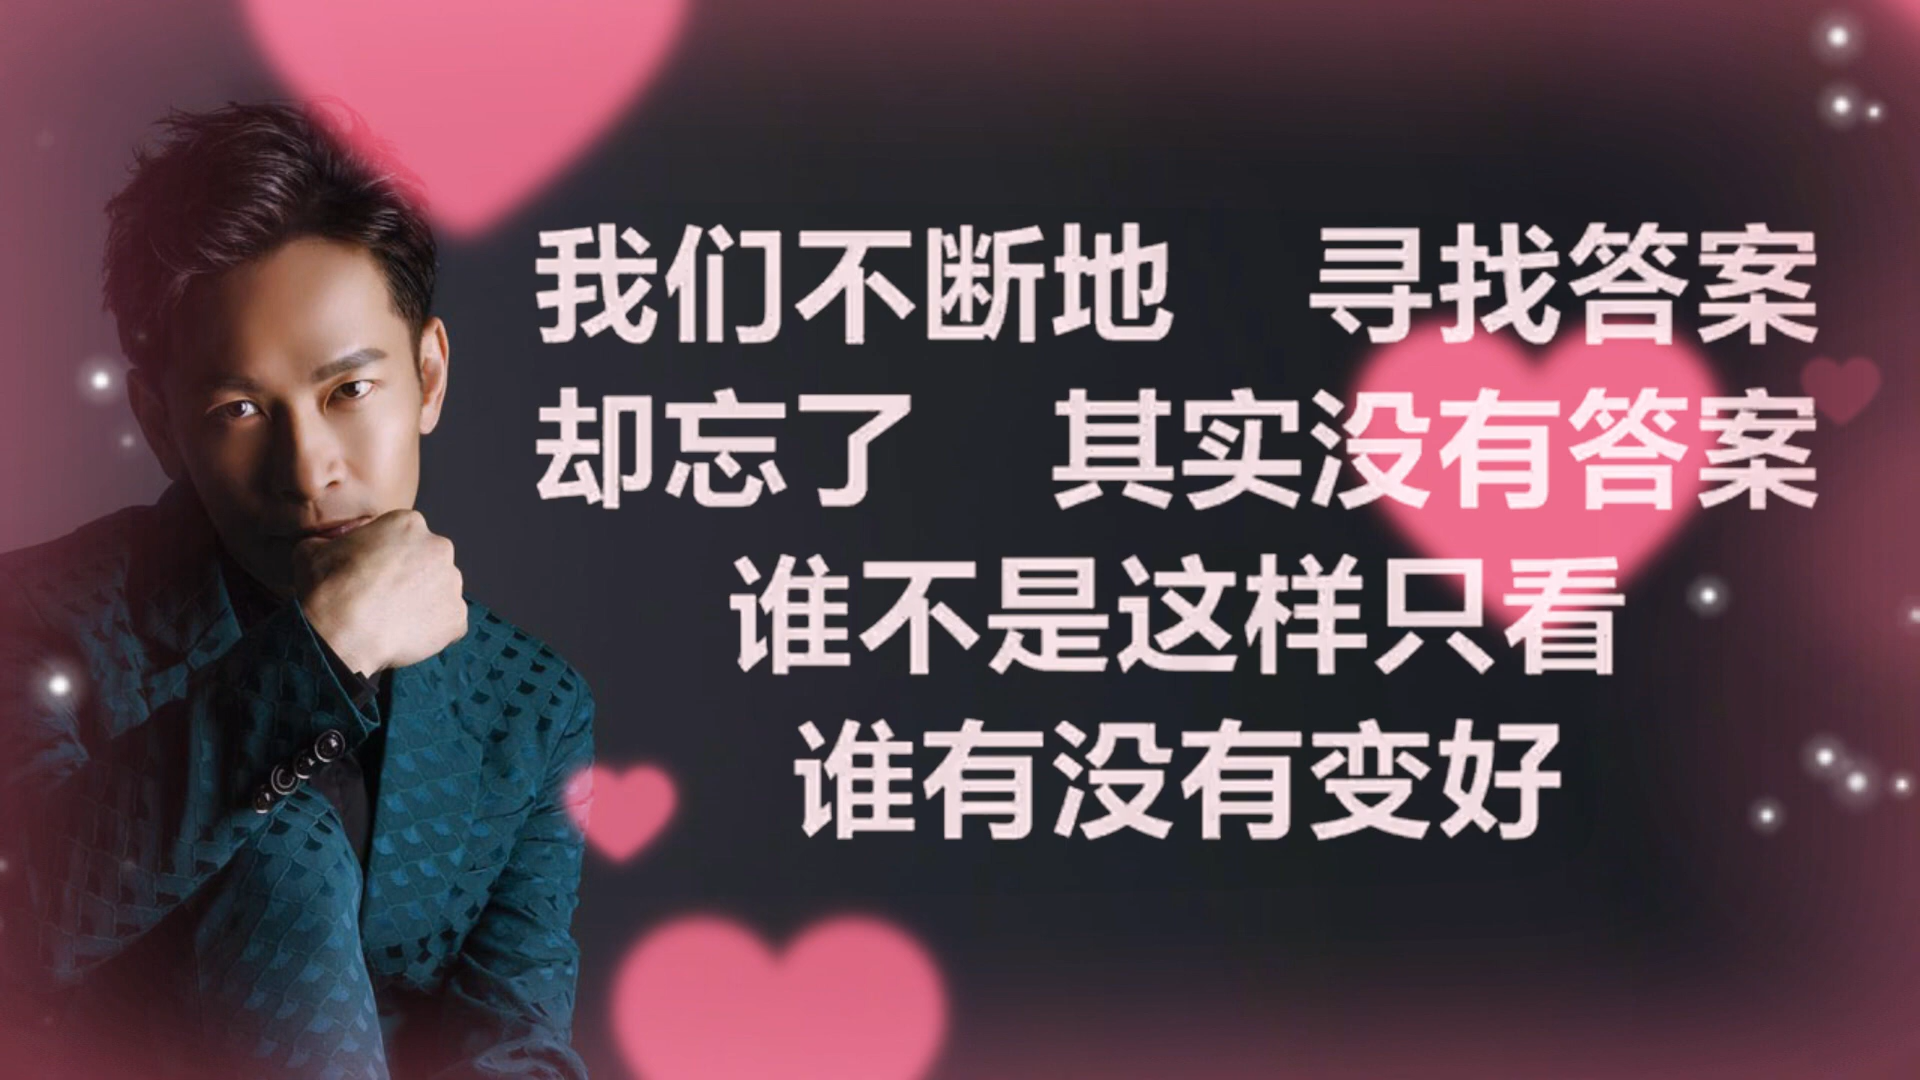 我们不断地　寻找答案
却忘了　其实没有答案
谁不是这样只看
谁有没有变好